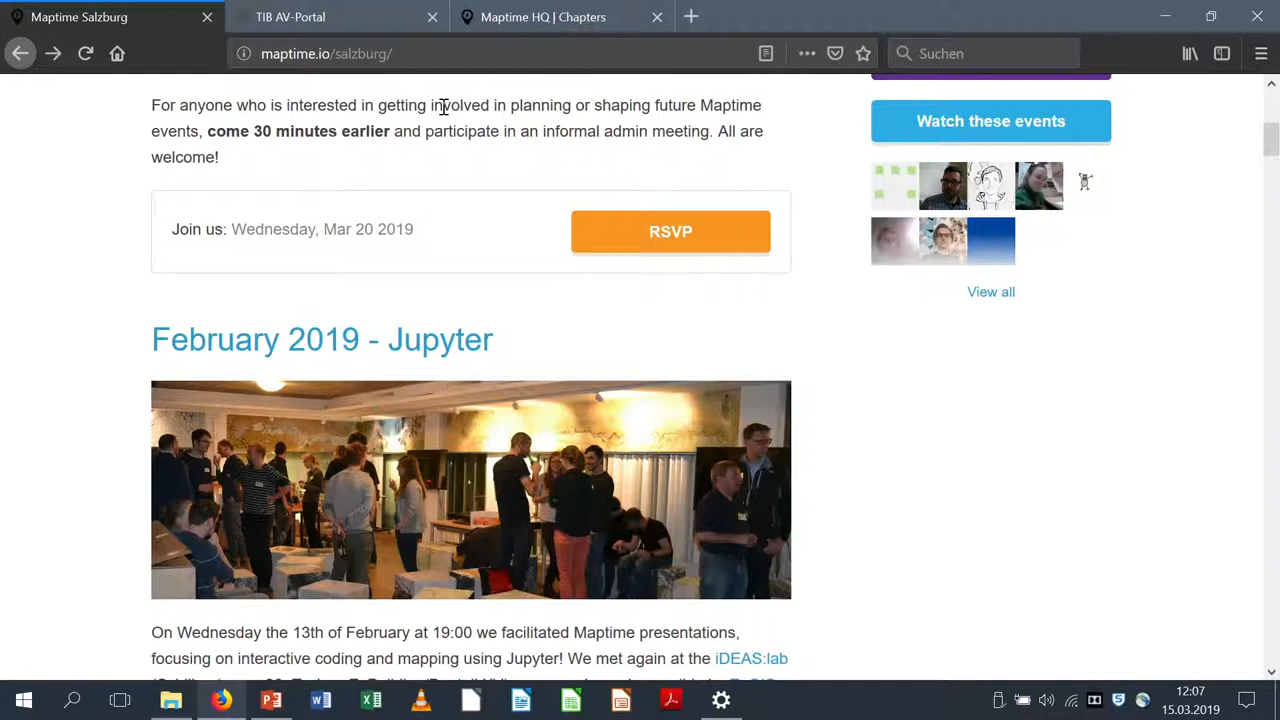 Maptime Salzburg
TIB AV-Portal
Maptime HQ | Chapters
maptime.io/salzburg/
Suchen
For anyone who is interested in getting involved in planning or shaping future Maptime
events, come 30 minutes earlier and participate in an informal admin meeting. All are
welcome!
Watch these events
Join us: Wednesday, Mar 20 2019
RSVP
View all
February 2019 - Jupyter
On Wednesday the 13th of February at 19:00 we facilitated Maptime presentations,
focusing on interactive coding and mapping using Jupyter! We met again at the iDEAS:lab
12:07
15.03.2019